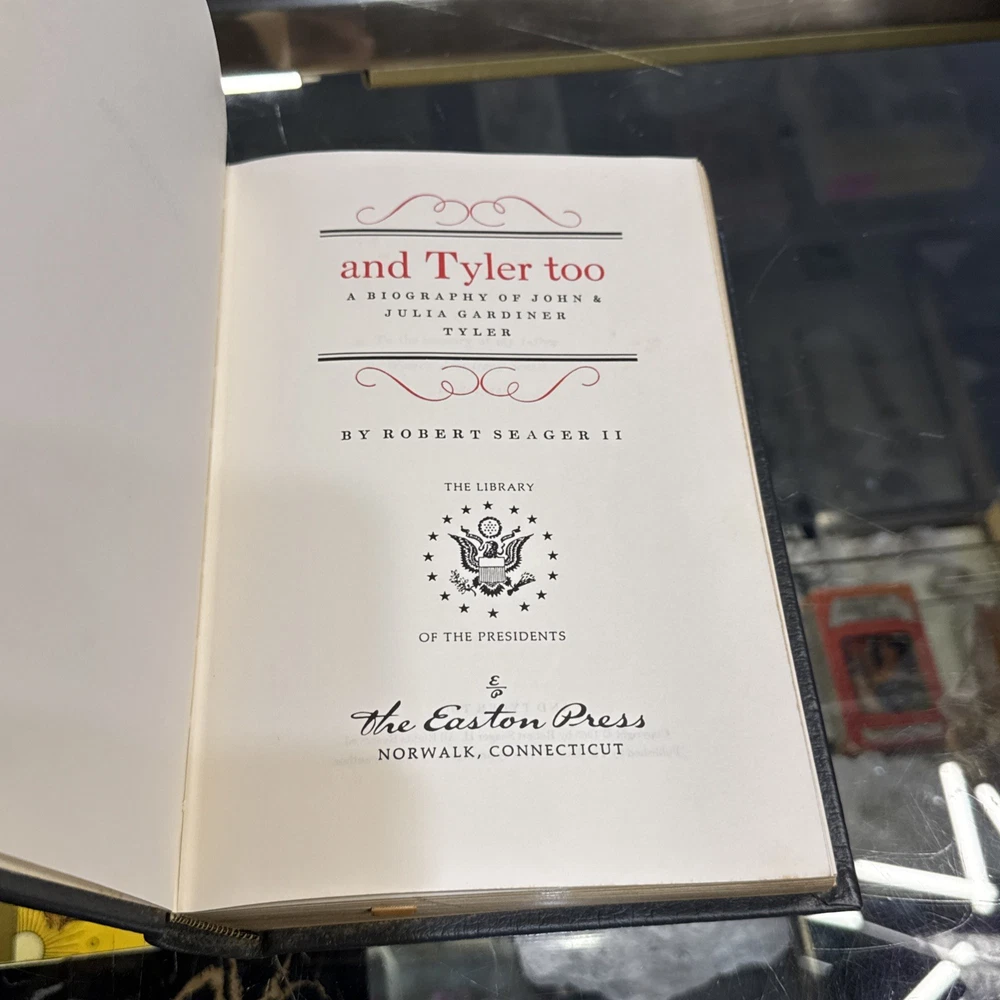 and Tyler too
A BIOGRAPHY OF JOHN &
JULIA GARDINER
TYLER
BY ROBERT SEAGER II
THE LIBRARY
OF THE PRESIDENTS
E
P
the Easton Press
NORWALK, CONNECTICUT